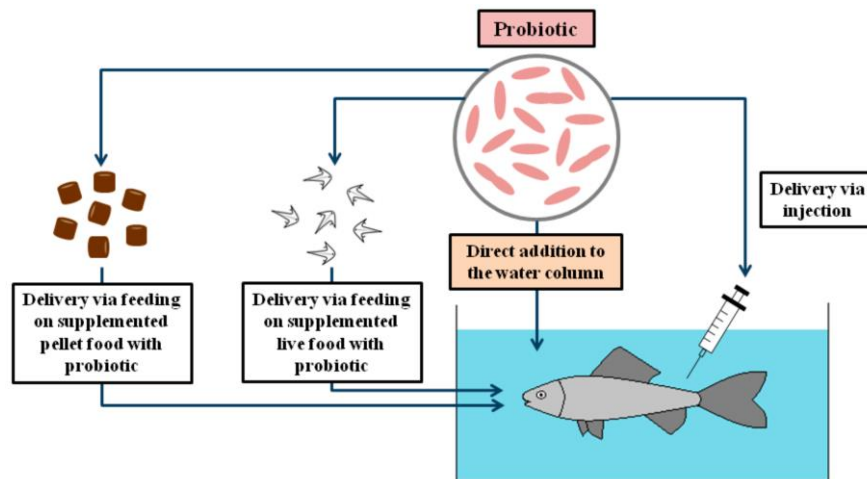 Probiotic
Delivery via
injection
Direct addition to
the water column
Delivery via feeding
on supplemented
pellet food with
probiotic
Delivery via feeding
on supplemented
live food with
probiotic